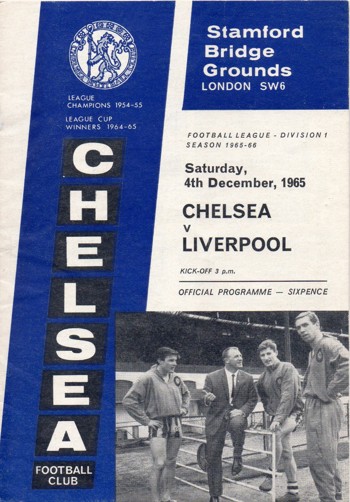 Stamford
Bridge
Grounds
LONDON SW6
LEAGUE
CHAMPIONS 1954-55
LEAGUE CUP
WINNERS 1964-65
CHELSEA
FOOTBALL
CLUB
FOOTBALL LEAGUE - DIVISION 1
SEASON 1965-66
Saturday,
4th December, 1965
CHELSEA
v
LIVERPOOL
KICK-OFF 3 p.m.
OFFICIAL PROGRAMME — SIXPENCE